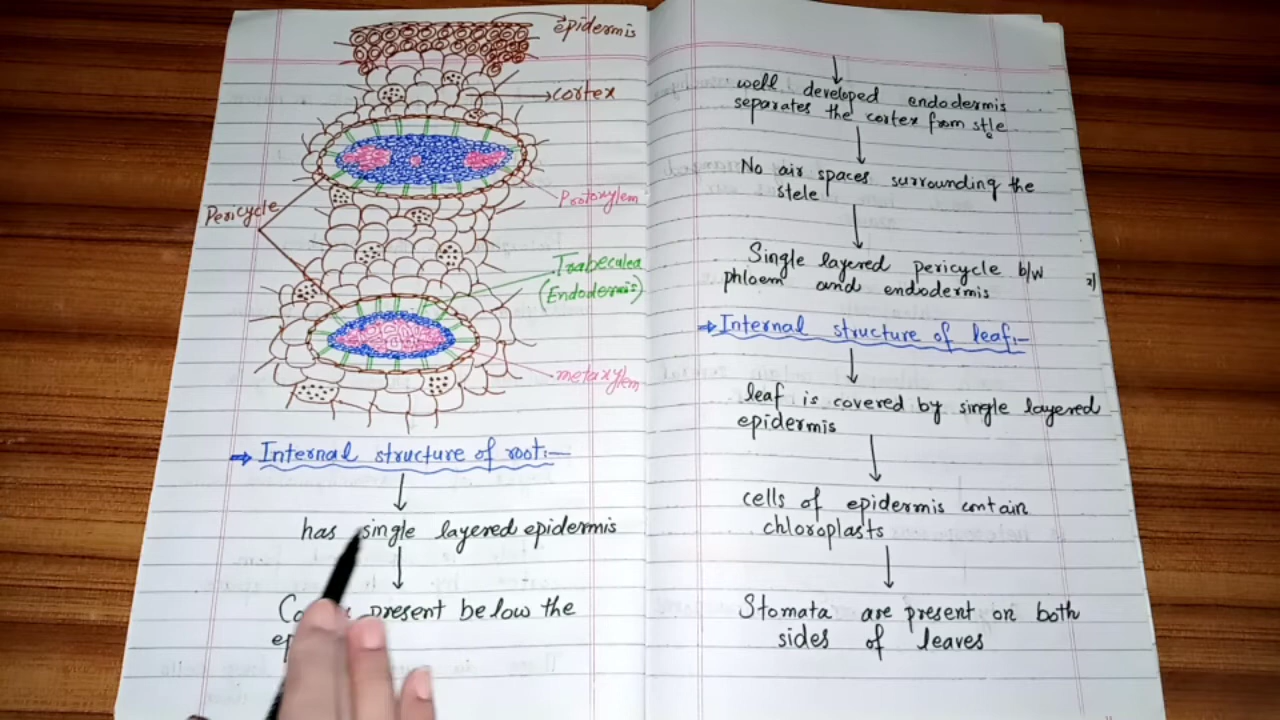 epidermis
cortex
Protoxylem
Pericycle
Trabeculea
(Endodermis)
metaxylem
⇒ Internal structure of root:-
has single layered epidermis
present below the
well developed endodermis
separates the cortex from stle
No air spaces surrounding the
stele
Single layered pericycle b/w
phloem and endodermis
⇒ Internal structure of leaf:-
leaf is covered by single layered
epidermis
cells of epidermis contain
chloroplasts
Stomata are present on both
sides of leaves